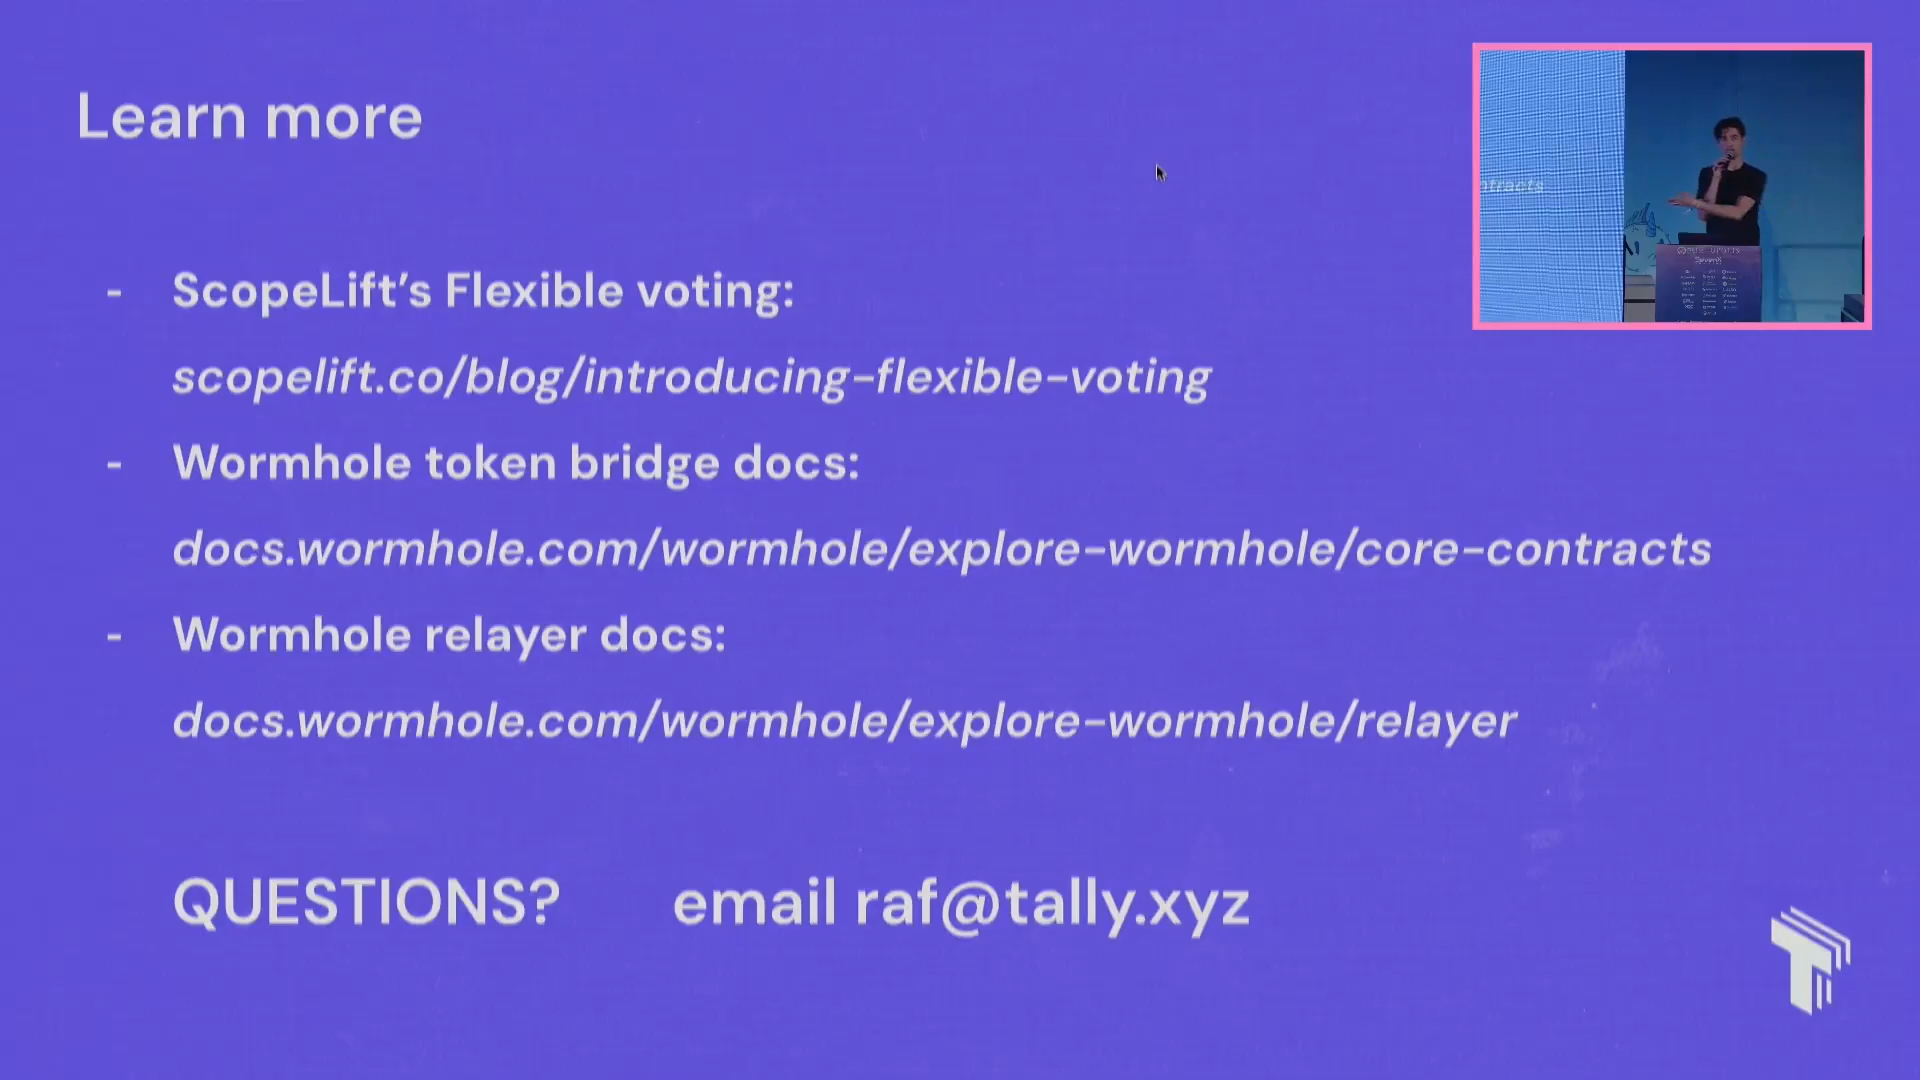 Learn more
- ScopeLift’s Flexible voting:
scopelift.co/blog/introducing-flexible-voting
- Wormhole token bridge docs:
docs.wormhole.com/wormhole/explore-wormhole/core-contracts
- Wormhole relayer docs:
docs.wormhole.com/wormhole/explore-wormhole/relayer
QUESTIONS? email raf@tally.xyz